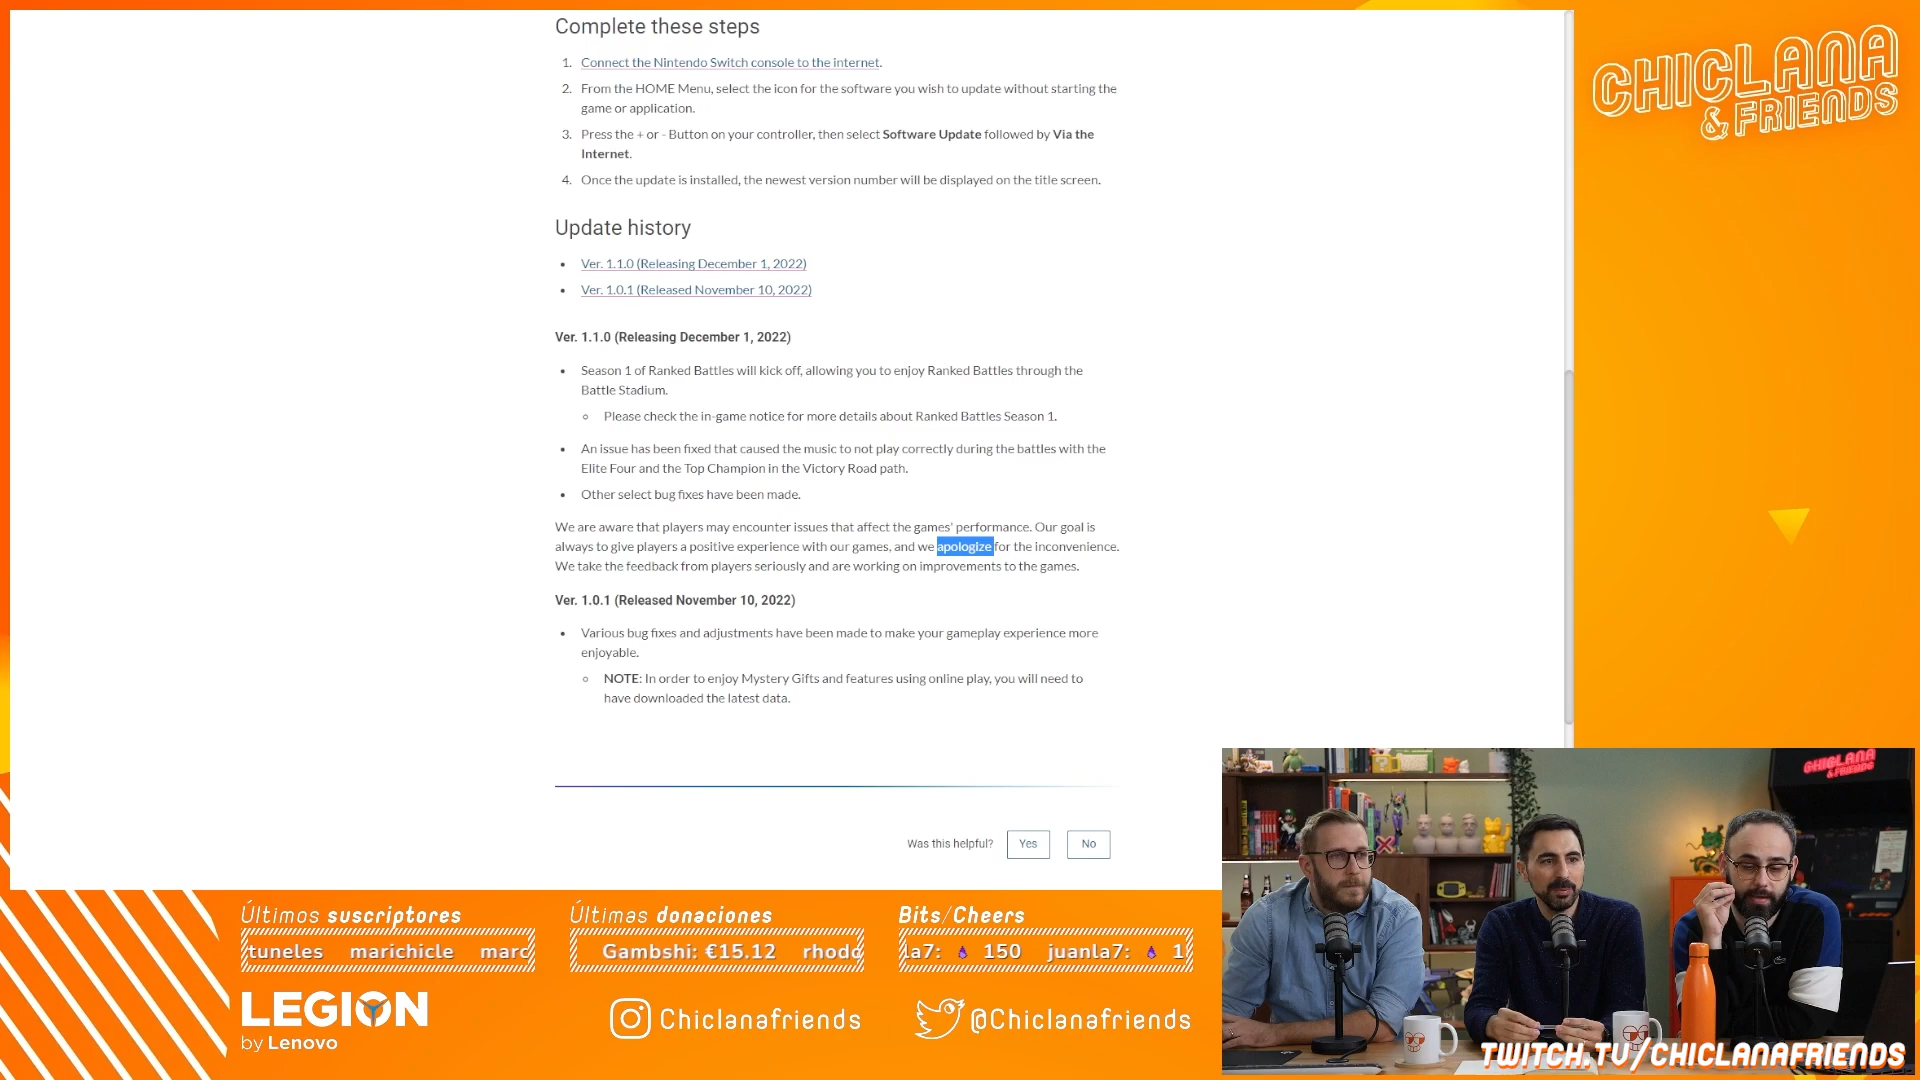 Complete these steps
1. Connect the Nintendo Switch console to the internet.
2. From the HOME Menu, select the icon for the software you wish to update without starting the
game or application.
3. Press the + or - Button on your controller, then select Software Update followed by Via the
Internet.
4. Once the update is installed, the newest version number will be displayed on the title screen.
Update history
• Ver. 1.1.0 (Releasing December 1, 2022)
• Ver. 1.0.1 (Released November 10, 2022)
Ver. 1.1.0 (Releasing December 1, 2022)
• Season 1 of Ranked Battles will kick off, allowing you to enjoy Ranked Battles through the
Battle Stadium.
○ Please check the in-game notice for more details about Ranked Battles Season 1.
• An issue has been fixed that caused the music to not play correctly during the battles with the
Elite Four and the Top Champion in the Victory Road path.
• Other select bug fixes have been made.
We are aware that players may encounter issues that affect the games' performance. Our goal is
always to give players a positive experience with our games, and we apologize for the inconvenience.
We take the feedback from players seriously and are working on improvements to the games.
Ver. 1.0.1 (Released November 10, 2022)
• Various bug fixes and adjustments have been made to make your gameplay experience more
enjoyable.
○ NOTE: In order to enjoy Mystery Gifts and features using online play, you will need to
have downloaded the latest data.
Was this helpful? Yes No
CHICLANA
& FRIENDS
CHICLANA
& FRIENDS
Últimos suscriptores
tuneles marichicle marc
Últimas donaciones
Gambshi: €15.12 rhodo
Bits/Cheers
la7: 150 juanla7: 1
LEGION
by Lenovo
Chiclanafriends
@Chiclanafriends
TWITCH.TV/CHICLANAFRIENDS